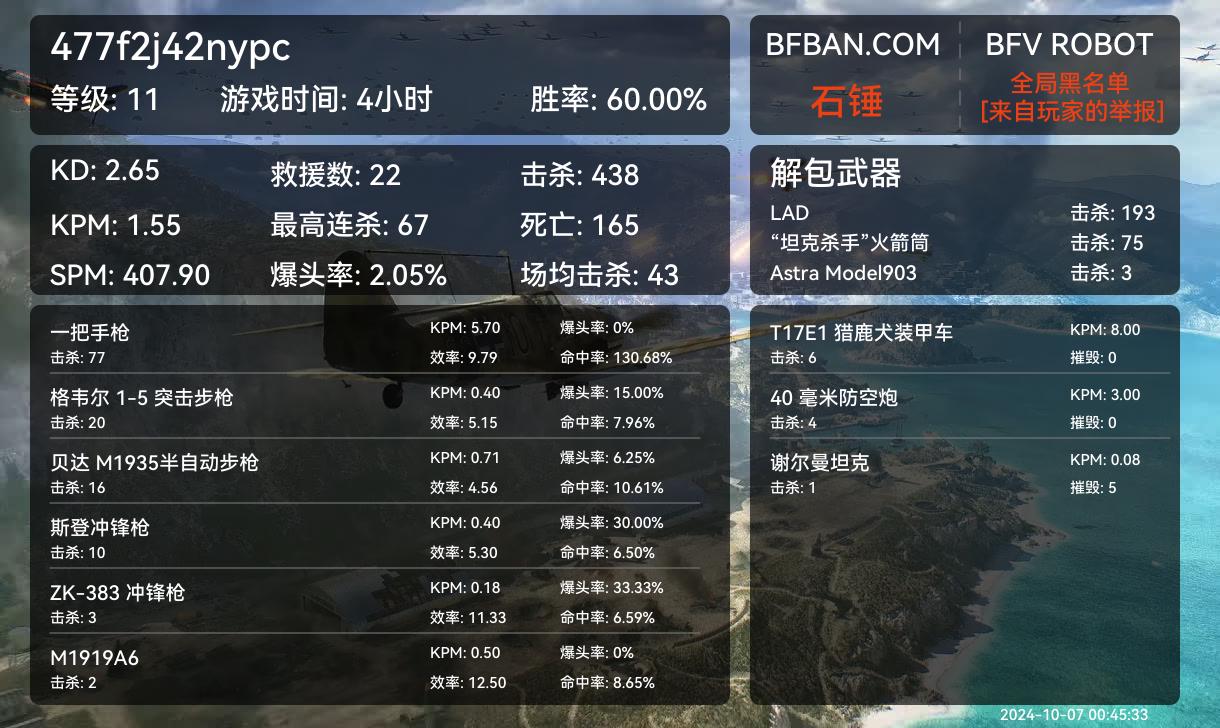 477f2j42nypc
等级: 11 游戏时间: 4小时 胜率: 60.00%
BFBAN.COM
石锤
BFV ROBOT
全局黑名单
[来自玩家的举报]
KD: 2.65 救援数: 22 击杀: 438
KPM: 1.55 最高连杀: 67 死亡: 165
SPM: 407.90 爆头率: 2.05% 场均击杀: 43
解包武器
LAD 击杀: 193
“坦克杀手”火箭筒 击杀: 75
Astra Model903 击杀: 3
一把手枪 KPM: 5.70 爆头率: 0%
击杀: 77 效率: 9.79 命中率: 130.68%
格韦尔 1-5 突击步枪 KPM: 0.40 爆头率: 15.00%
击杀: 20 效率: 5.15 命中率: 7.96%
贝达 M1935半自动步枪 KPM: 0.71 爆头率: 6.25%
击杀: 16 效率: 4.56 命中率: 10.61%
斯登冲锋枪 KPM: 0.40 爆头率: 30.00%
击杀: 10 效率: 5.30 命中率: 6.50%
ZK-383 冲锋枪 KPM: 0.18 爆头率: 33.33%
击杀: 3 效率: 11.33 命中率: 6.59%
M1919A6 KPM: 0.50 爆头率: 0%
击杀: 2 效率: 12.50 命中率: 8.65%
T17E1 猎鹿犬装甲车 KPM: 8.00
击杀: 6 摧毁: 0
40 毫米防空炮 KPM: 3.00
击杀: 4 摧毁: 0
谢尔曼坦克 KPM: 0.08
击杀: 1 摧毁: 5
2024-10-07 00:45:33